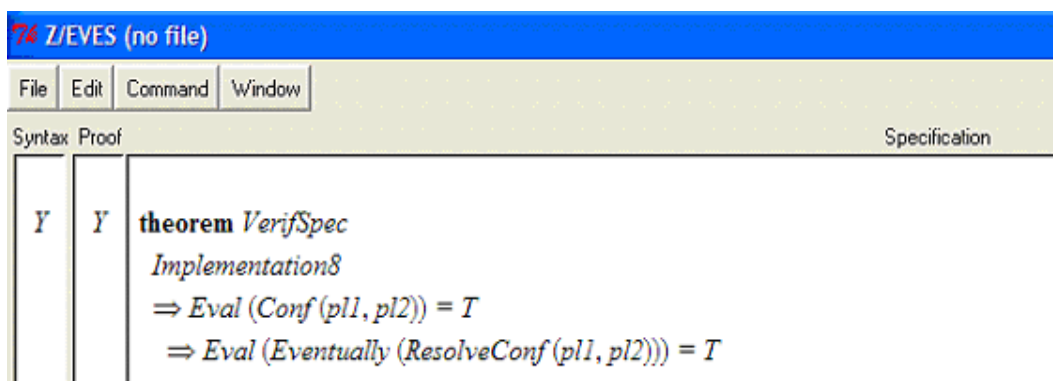 76 Z/EVES (no file)
File Edit Command Window
Syntax Proof Specification
Y Y theorem VerifSpec
Implementation8
⇒ Eval (Conf (pl1, pl2)) = T
⇒ Eval (Eventually (ResolveConf (pl1, pl2))) = T